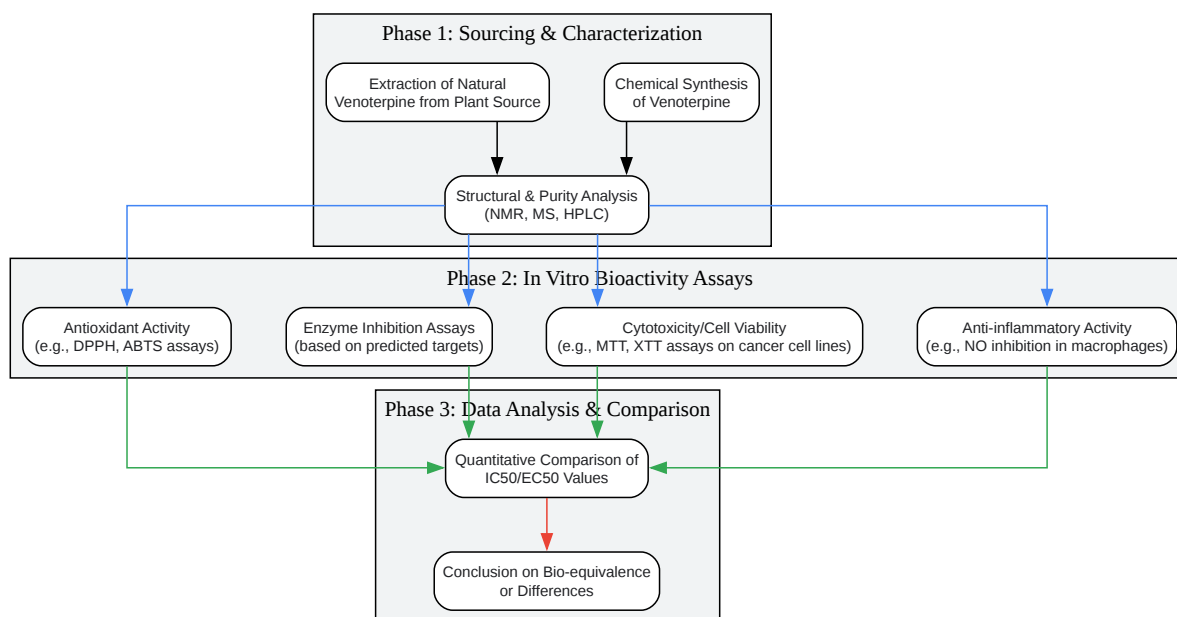 Phase 1: Sourcing & Characterization
Extraction of Natural
Venoterpine from Plant Source
Chemical Synthesis
of Venoterpine
Structural & Purity Analysis
(NMR, MS, HPLC)
Phase 2: In Vitro Bioactivity Assays
Antioxidant Activity
(e.g., DPPH, ABTS assays)
Enzyme Inhibition Assays
(based on predicted targets)
Cytotoxicity/Cell Viability
(e.g., MTT, XTT assays on cancer cell lines)
Anti-inflammatory Activity
(e.g., NO inhibition in macrophages)
Phase 3: Data Analysis & Comparison
Quantitative Comparison of
IC50/EC50 Values
Conclusion on Bio-equivalence
or Differences